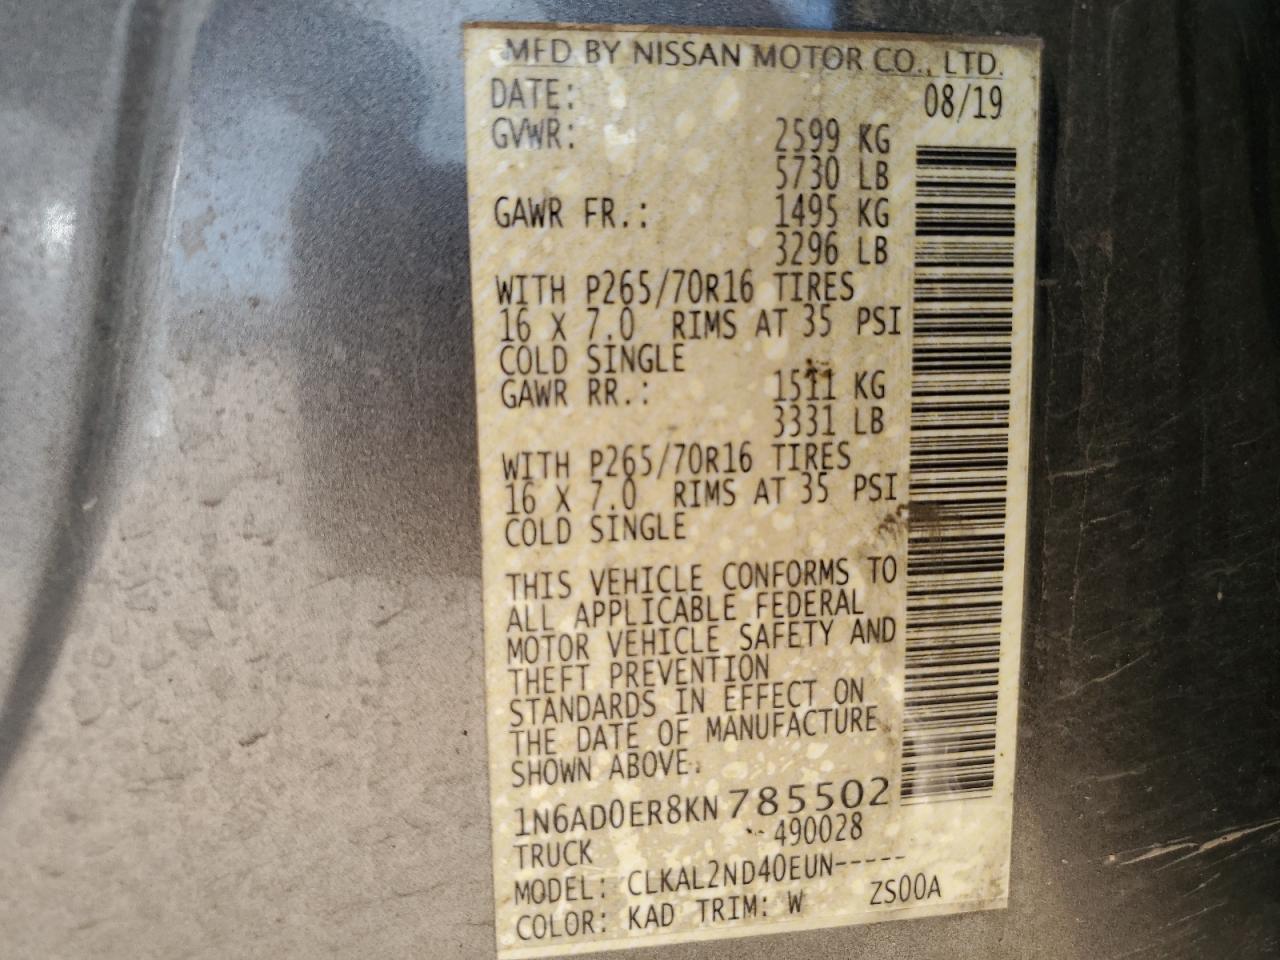 MFD BY NISSAN MOTOR CO., LTD.
DATE: 08/19
GVWR: 2599 KG
5730 LB
GAWR FR.: 1495 KG
3296 LB
WITH P265/70R16 TIRES
16 X 7.0 RIMS AT 35 PSI
COLD SINGLE
GAWR RR.: 1511 KG
3331 LB
WITH P265/70R16 TIRES
16 X 7.0 RIMS AT 35 PSI
COLD SINGLE
THIS VEHICLE CONFORMS TO
ALL APPLICABLE FEDERAL
MOTOR VEHICLE SAFETY AND
THEFT PREVENTION
STANDARDS IN EFFECT ON
THE DATE OF MANUFACTURE
SHOWN ABOVE.
1N6AD0ER8KN785502
TRUCK 490028
MODEL: CLKAL2ND40EUN-----
COLOR: KAD TRIM: W ZS00A